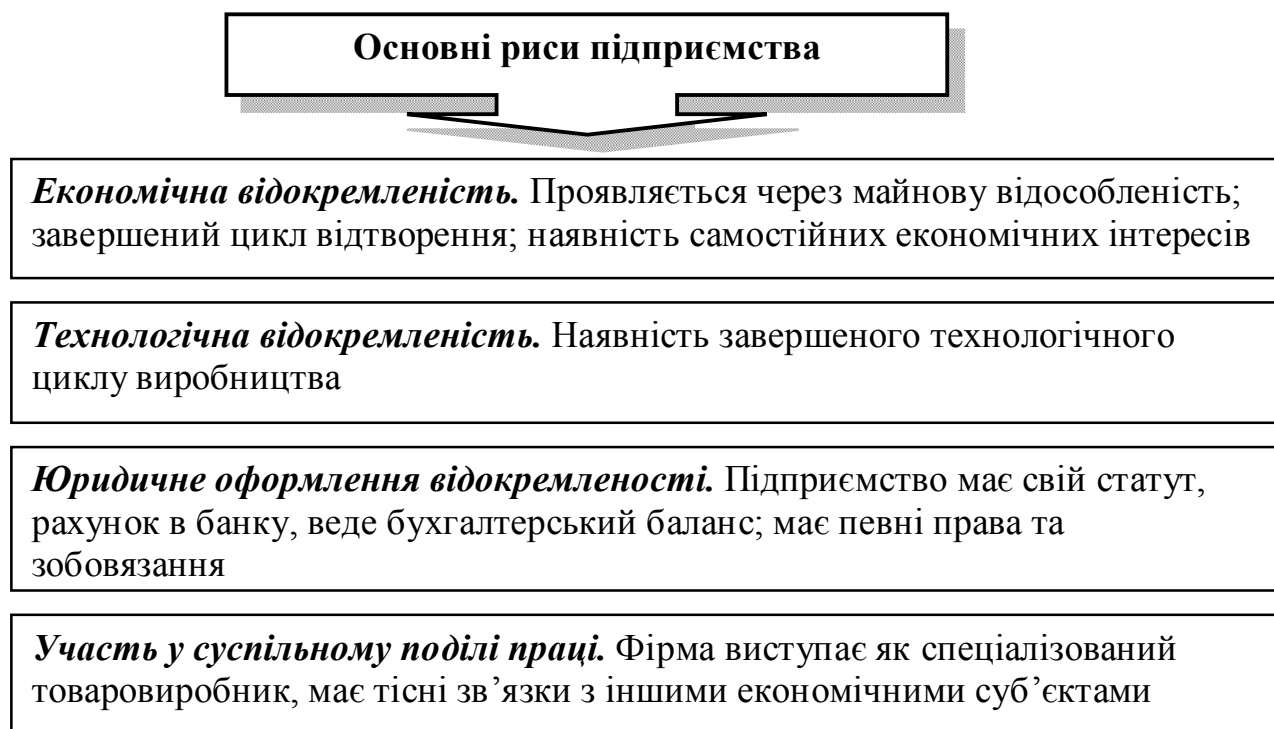 Основні риси підприємства
Економічна відокремленість. Проявляється через майнову відособленість;
завершений цикл відтворення; наявність самостійних економічних інтересів
Технологічна відокремленість. Наявність завершеного технологічного
циклу виробництва
Юридичне оформлення відокремленості. Підприємство має свій статут,
рахунок в банку, веде бухгалтерський баланс; має певні права та
зобовязання
Участь у суспільному поділі праці. Фірма виступає як спеціалізований
товаровиробник, має тісні зв’язки з іншими економічними суб’єктами